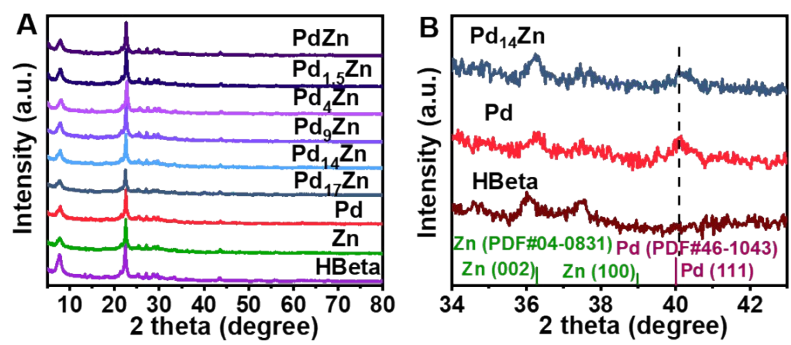 A
PdZn
Pd1.5Zn
Pd4Zn
Pd9Zn
Pd14Zn
Pd17Zn
Pd
Zn
HBeta
Intensity (a.u.)
10 20 30 40 50 60 70 80
2 theta (degree)
B
Pd14Zn
Pd
HBeta
Zn (PDF#04-0831) Pd (PDF#46-1043)
Zn (002) Zn (100) Pd (111)
Intensity (a.u.)
34 36 38 40 42
2 theta (degree)